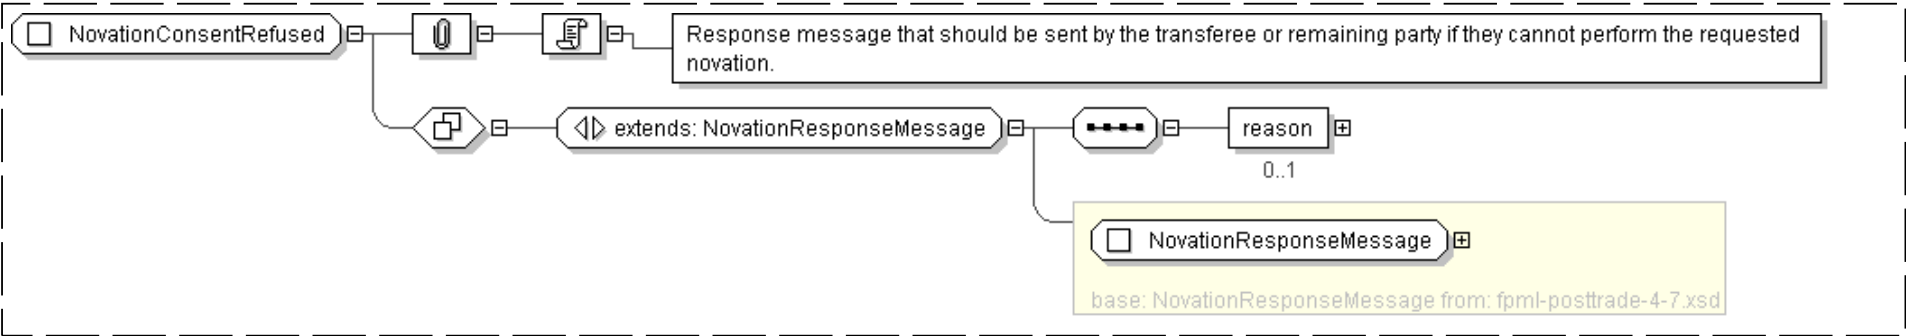 NovationConsentRefused
Response message that should be sent by the transferee or remaining party if they cannot perform the requested
novation.
extends: NovationResponseMessage
reason
0..1
NovationResponseMessage
base: NovationResponseMessage from: fpml-posttrade-4-7.xsd